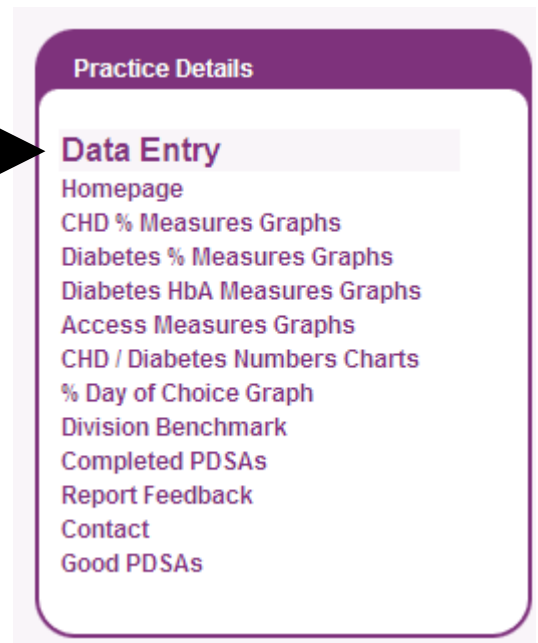 Practice Details
Data Entry
Homepage
CHD % Measures Graphs
Diabetes % Measures Graphs
Diabetes HbA Measures Graphs
Access Measures Graphs
CHD / Diabetes Numbers Charts
% Day of Choice Graph
Division Benchmark
Completed PDSAs
Report Feedback
Contact
Good PDSAs